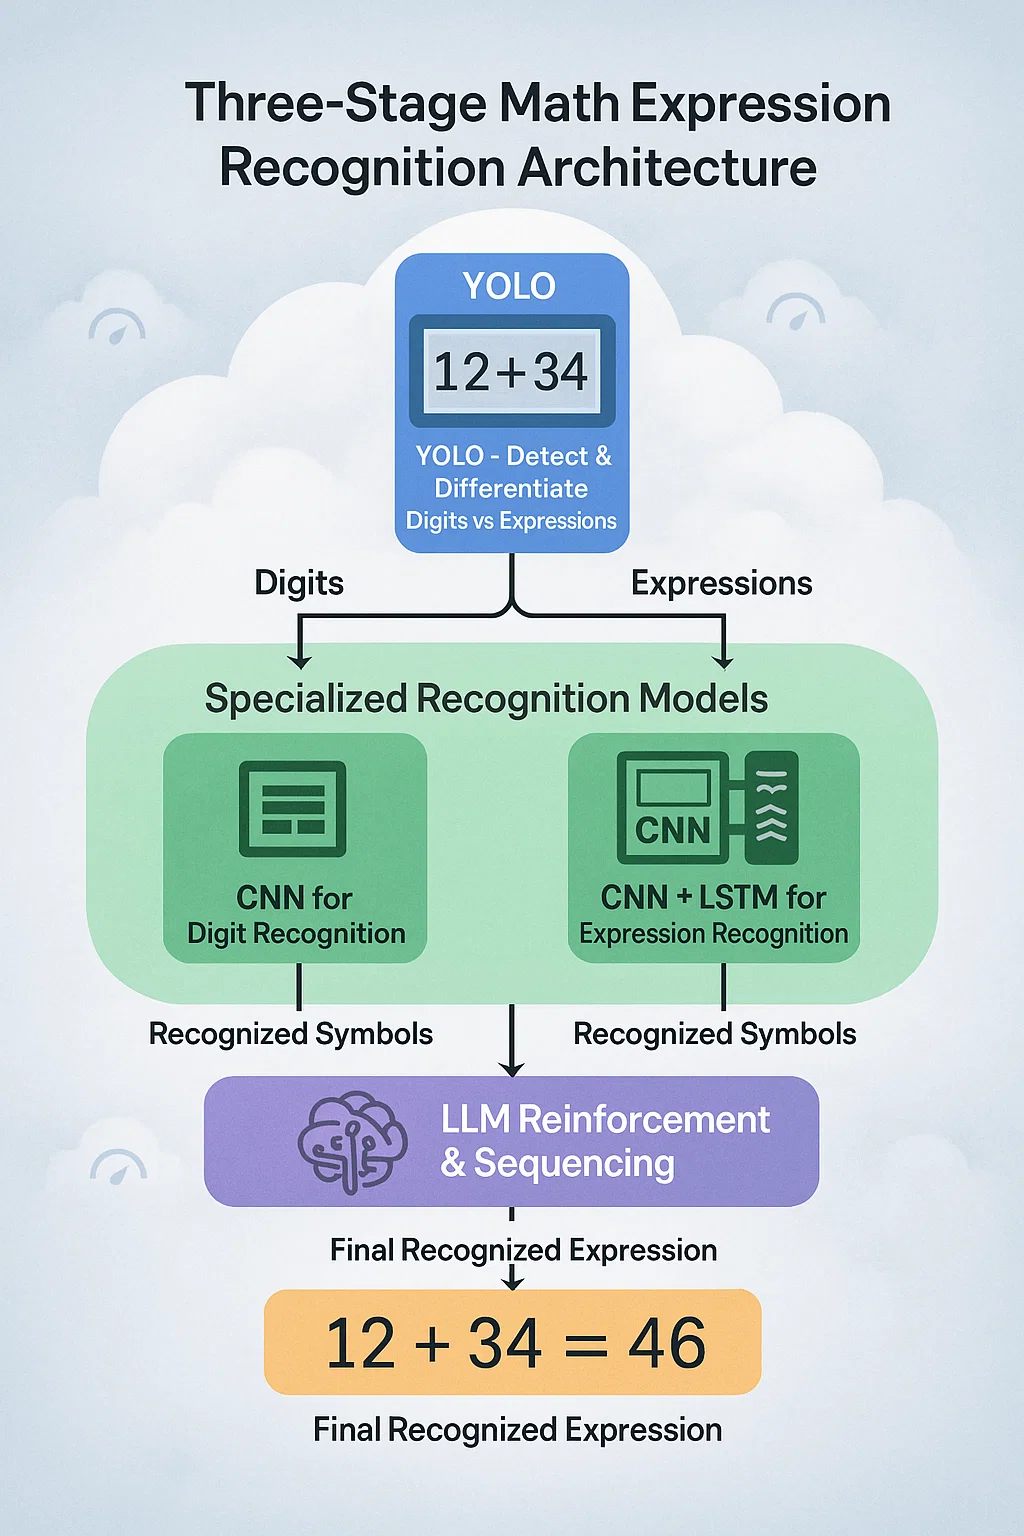 Three-Stage Math Expression
Recognition Architecture
YOLO
12+34
YOLO - Detect &
Differentiate
Digits vs Expressions
Digits
Expressions
Specialized Recognition Models
CNN for
Digit Recognition
CNN
CNN + LSTM for
Expression Recognition
Recognized Symbols
Recognized Symbols
LLM Reinforcement
& Sequencing
Final Recognized Expression
12 + 34 = 46
Final Recognized Expression